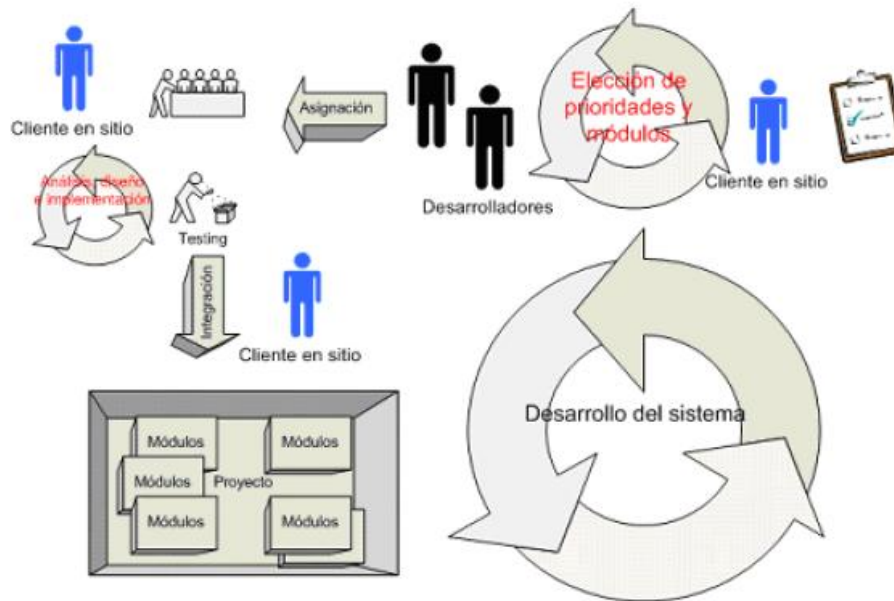 Elección de
prioridades y
módulos
Asignación
Cliente en sitio
Desarrolladores
Cliente en sitio
Análisis, diseño
e implementación
Testing
Integración
Cliente en sitio
Desarrollo del sistema
Módulos
Módulos
Módulos
Proyecto
Módulos
Módulos